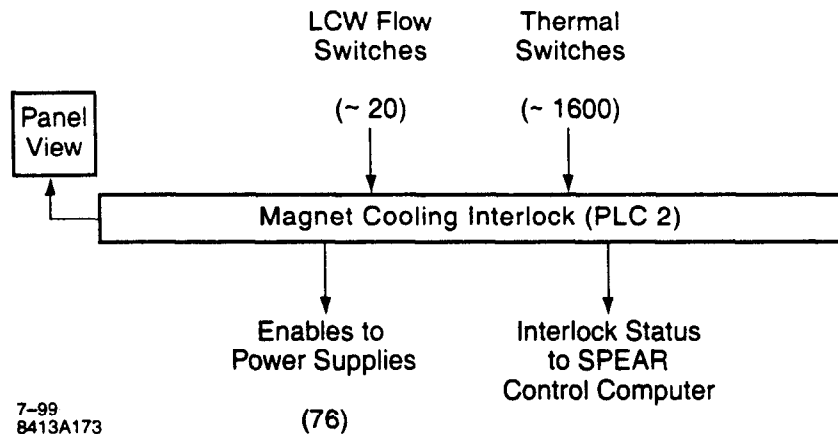 LCW Flow
Switches
(~ 20)
Thermal
Switches
(~ 1600)
Panel
View
Magnet Cooling Interlock (PLC 2)
Enables to
Power Supplies
(76)
Interlock Status
to SPEAR
Control Computer
7–99
8413A173